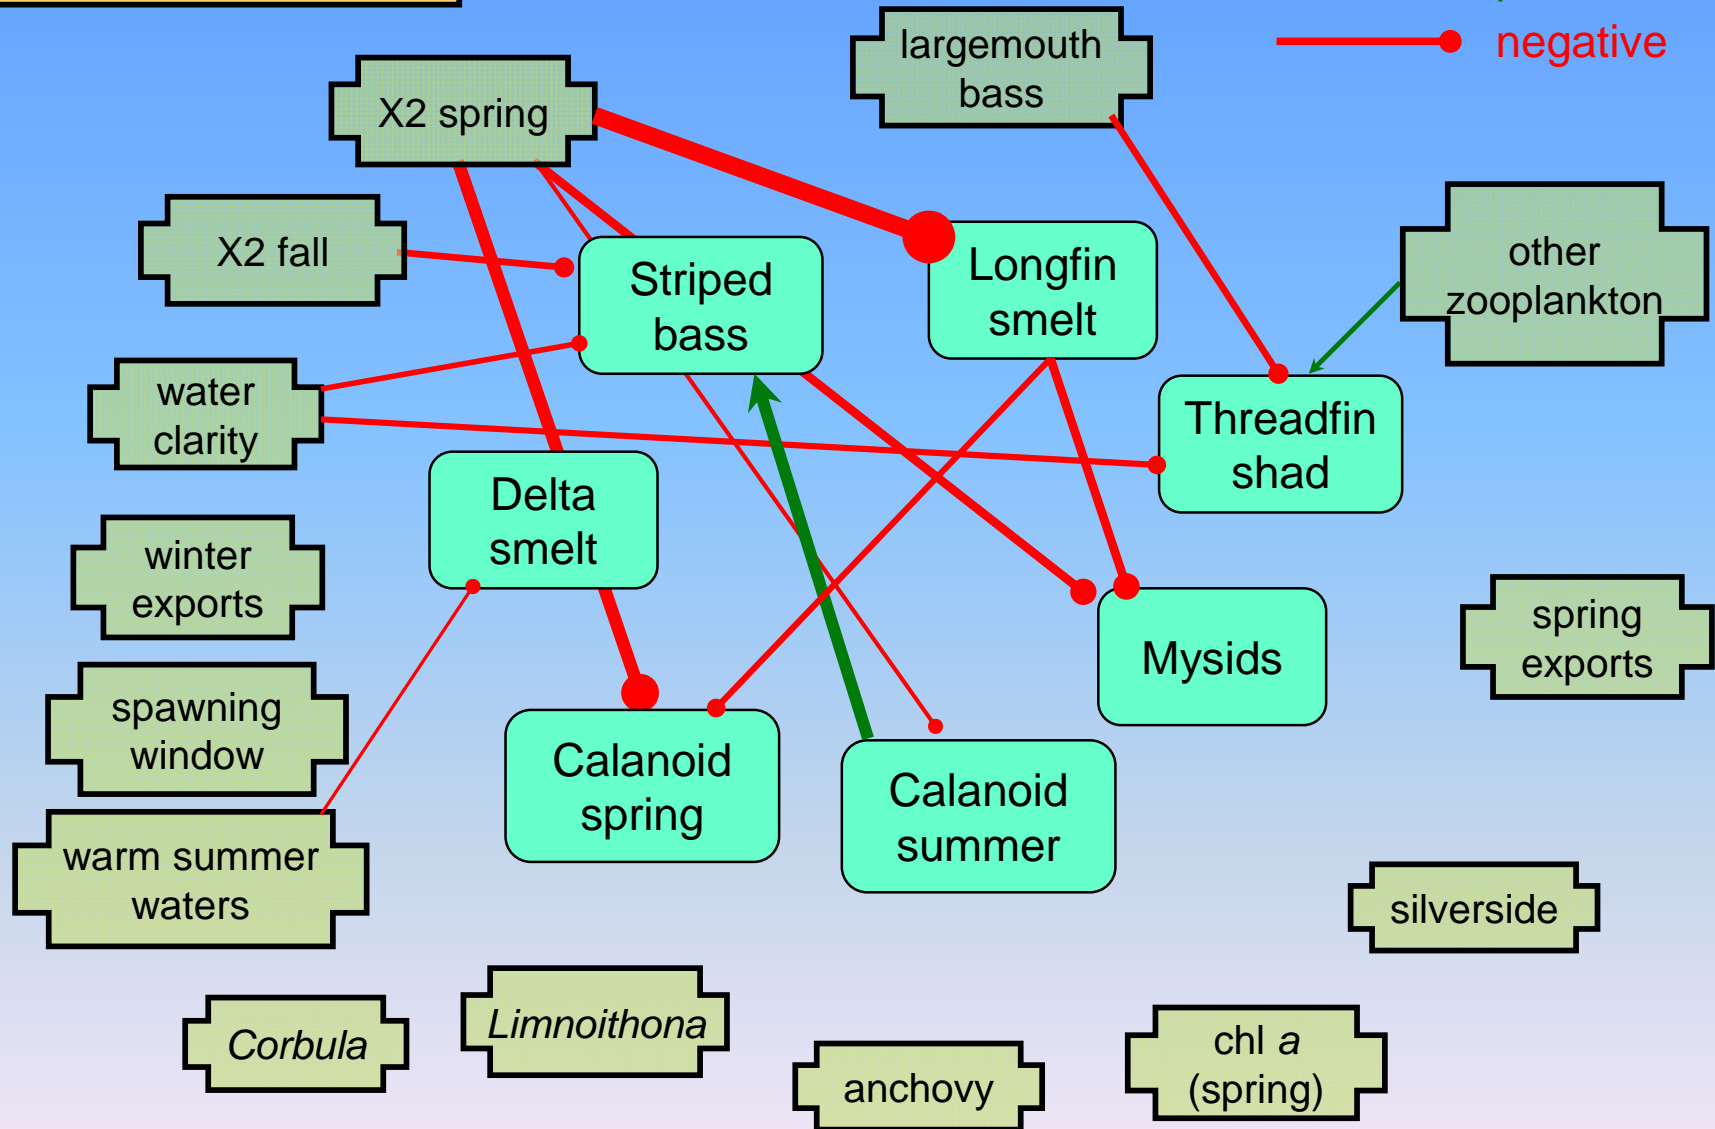 largemouth
bass
negative
X2 spring
X2 fall
Striped
bass
Longfin
smelt
other
zooplankton
water
clarity
Threadfin
shad
Delta
smelt
winter
exports
spring
exports
Mysids
spawning
window
Calanoid
spring
Calanoid
summer
warm summer
waters
silverside
Corbula
Limnoithona
anchovy
chl a
(spring)